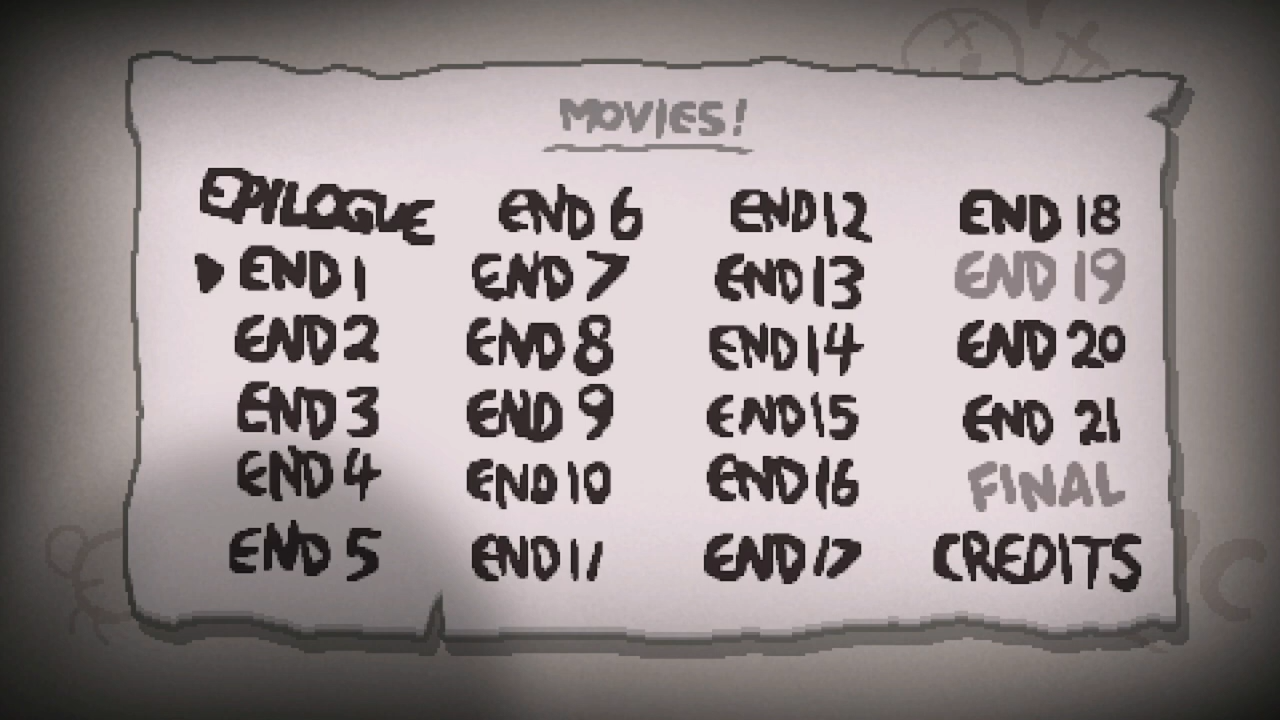 MOVIES!
EPILOGUE
END 1
END 2
END 3
END 4
END 5
END 6
END 7
END 8
END 9
END 10
END 11
END 12
END 13
END 14
END 15
END 16
END 17
END 18
END 19
END 20
END 21
FINAL
CREDITS